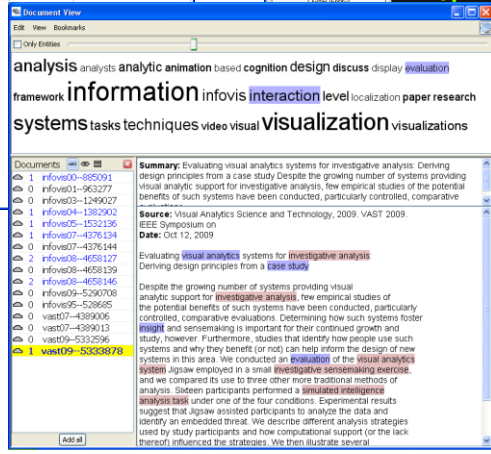 Document View
Edit View Bookmarks
Only Entities
analysis analysts analytic animation based cognition design discuss display evaluation
framework information infovis interaction level localization paper research
systems tasks techniques video visual visualization visualizations
Documents
1 infovis00--885091
0 infovis01--963277
0 infovis03--1249027
1 infovis04--1382902
1 infovis05--1532136
1 infovis07--4376134
0 infovis07--4376144
2 infovis08--4658127
0 infovis08--4658139
2 infovis08--4658146
0 infovis09--5290708
0 infovis95--528685
0 vast07--4389006
0 vast07--4389013
0 vast09--5332596
1 vast09--5333878
Add all
Summary: Evaluating visual analytics systems for investigative analysis: Deriving
design principles from a case study Despite the growing number of systems providing
visual analytic support for investigative analysis, few empirical studies of the potential
benefits of such systems have been conducted, particularly controlled, comparative
Source: Visual Analytics Science and Technology, 2009. VAST 2009.
IEEE Symposium on
Date: Oct 12, 2009
Evaluating visual analytics systems for investigative analysis
Deriving design principles from a case study
Despite the growing number of systems providing visual
analytic support for investigative analysis, few empirical studies of
the potential benefits of such systems have been conducted, particularly
controlled, comparative evaluations. Determining how such systems foster
insight and sensemaking is important for their continued growth and
study, however. Furthermore, studies that identify how people use such
systems and why they benefit (or not) can help inform the design of new
systems in this area. We conducted an evaluation of the visual analytics
system Jigsaw employed in a small investigative sensemaking exercise,
and we compared its use to three other more traditional methods of
analysis. Sixteen participants performed a simulated intelligence
analysis task under one of the four conditions. Experimental results
suggest that Jigsaw assisted participants to analyze the data and
identify an embedded threat. We describe different analysis strategies
used by study participants and how computational support (or the lack
thereof) influenced the strategies. We then illustrate several